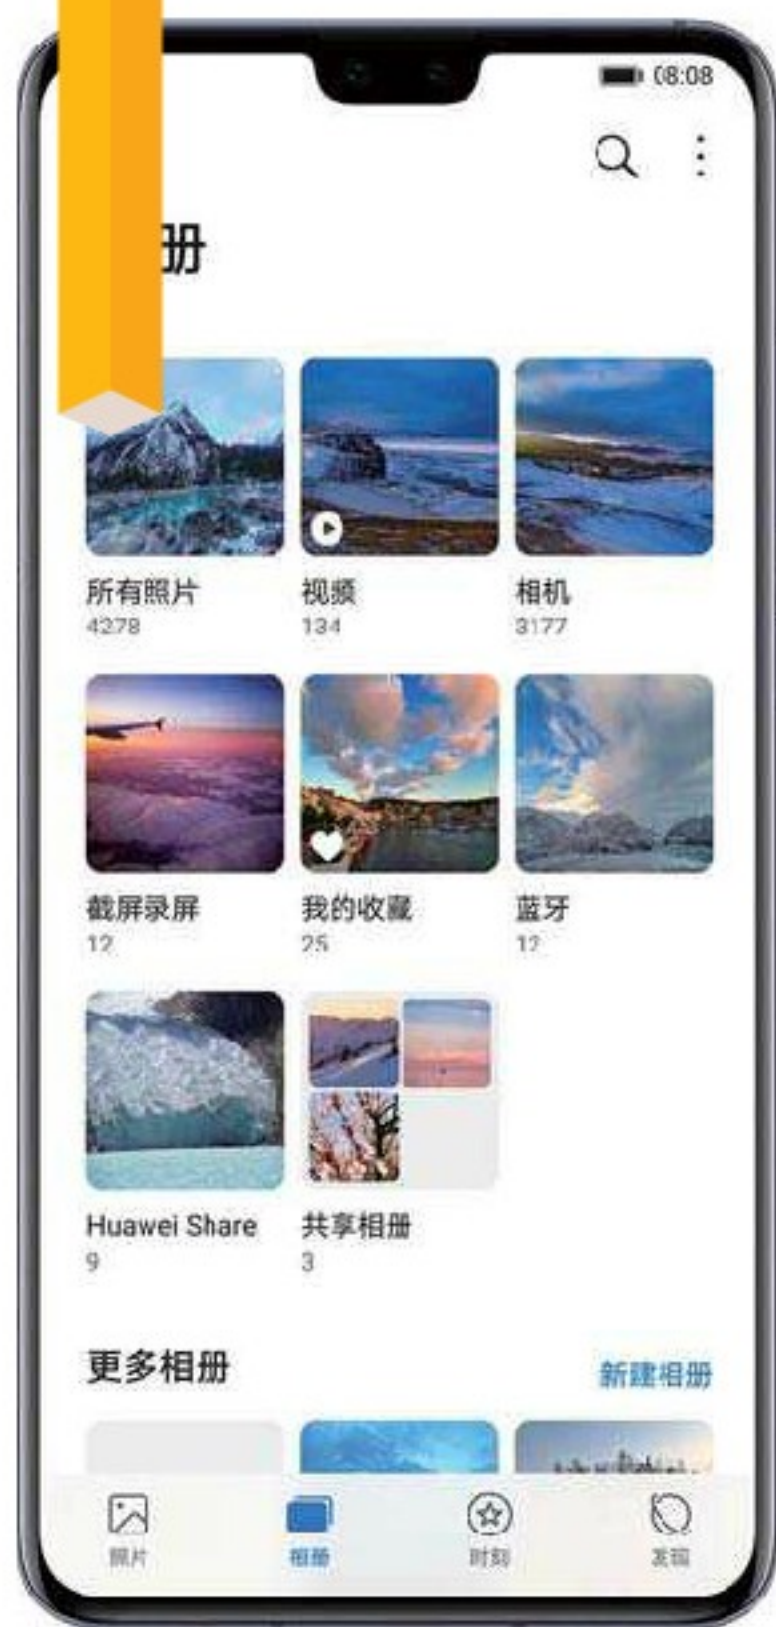 08:08
册
所有照片 视频 相机
4278 134 3177
截屏录屏 我的收藏 蓝牙
12 25 12
Huawei Share 共享相册
9 3
更多相册 新建相册
照片 相册 时刻 发现